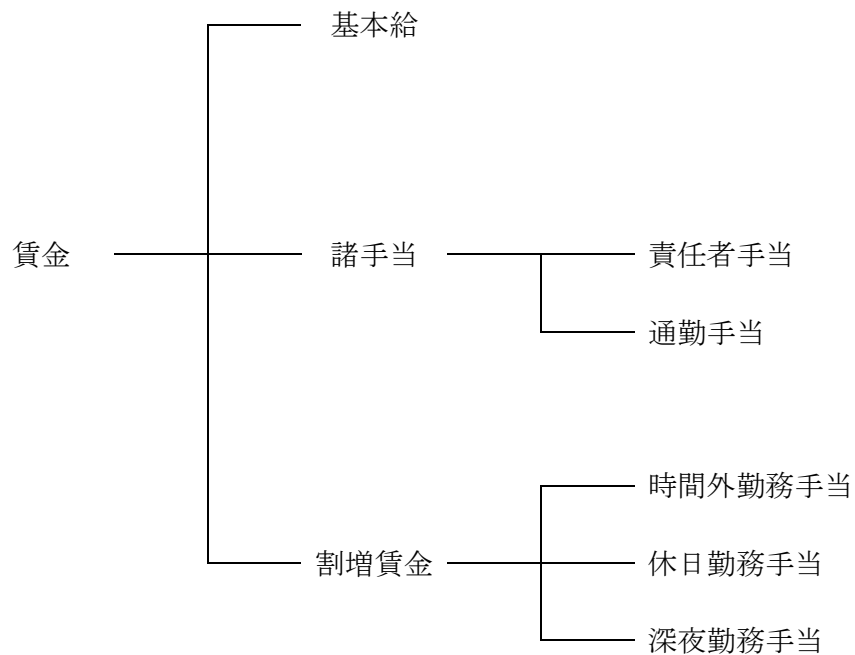 基本給
賃金
諸手当
責任者手当
通勤手当
時間外勤務手当
割増賃金
休日勤務手当
深夜勤務手当